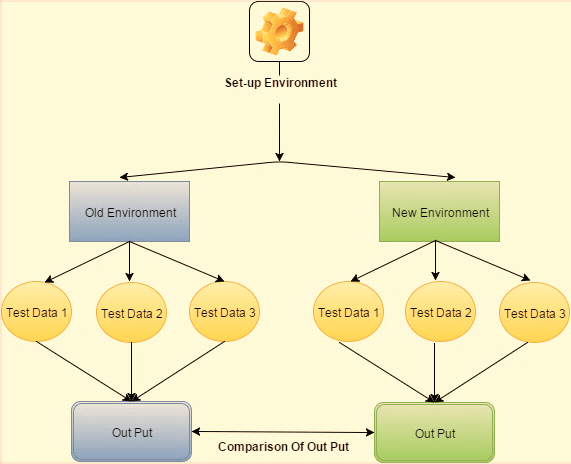 Set-up Environment
Old Environment
New Environment
Test Data 1
Test Data 2
Test Data 3
Test Data 1
Test Data 2
Test Data 3
Out Put
Out Put
Comparison Of Out Put